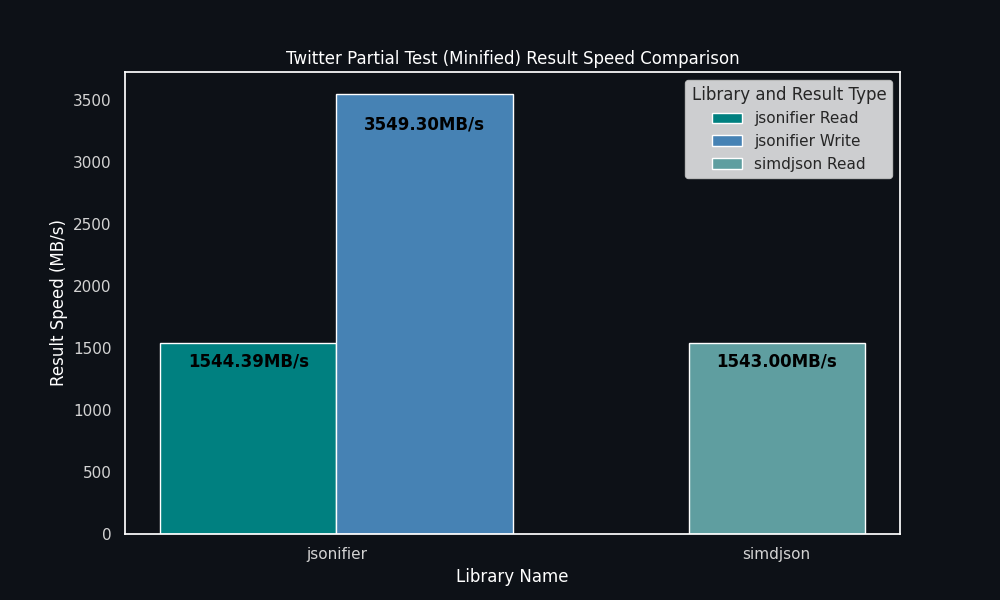 Twitter Partial Test (Minified) Result Speed Comparison
Library and Result Type
jsonifier Read
jsonifier Write
simdjson Read
3549.30MB/s
1544.39MB/s
1543.00MB/s
Result Speed (MB/s)
3500
3000
2500
2000
1500
1000
500
0
jsonifier
simdjson
Library Name